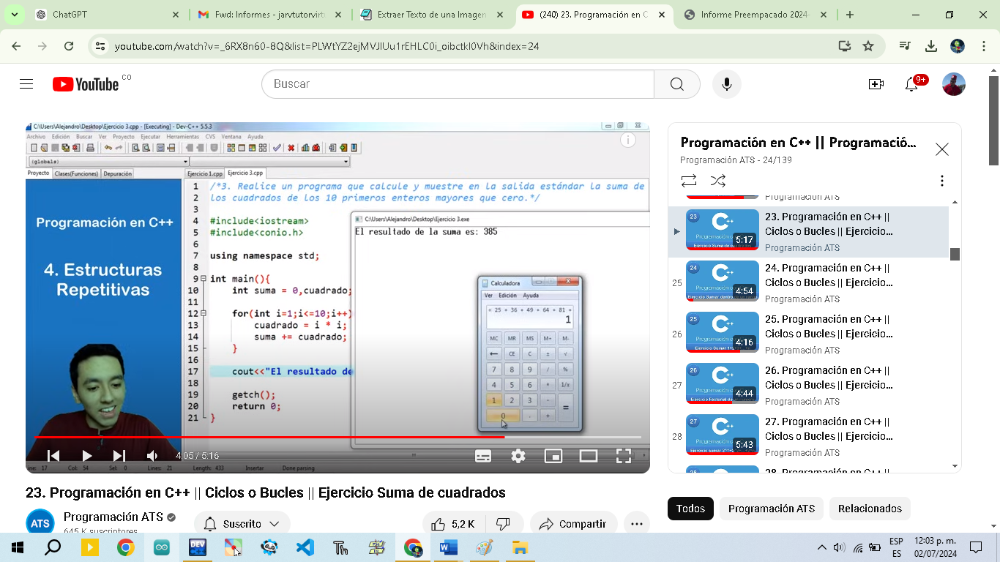 ChatGPT
Fwd: Informes - jarvtutorvirt
Extraer Texto de una Imagen
(240) 23. Programación en C
Informe Preempacado 2024-
youtube.com/watch?v=_6RX8n60-8Q&list=PLWtYZ2ejMVJlUu1rEHLC0i_oibctkl0Vh&index=24
YouTube CO
Buscar
9+
C:\Users\Alejandro\Desktop\Ejercicio 3.cpp - [Executing] - Dev-C++ 5.5.3
Archivo Edición Buscar Ver Proyecto Ejecutar Herramientas CVS Ventana Ayuda
(globals)
Proyecto Clases(Funciones) Depuración
Ejercicio 1.cpp Ejercicio 3.cpp
Programación en C++
4. Estructuras
Repetitivas
1 /*3. Realice un programa que calcule y muestre en la salida estándar la suma de
2 los cuadrados de los 10 primeros enteros mayores que cero.*/
3
4 #include<iostream>
5 #include<conio.h>
6
7 using namespace std;
8
9 int main(){
10 int suma = 0,cuadrado;
11
12 for(int i=1;i<=10;i++)
13 cuadrado = i * i;
14 suma += cuadrado;
15 }
16
17 cout<<"El resultado de
18
19 getch();
20 return 0;
21 }
C:\Users\Alejandro\Desktop\Ejercicio 3.exe
El resultado de la suma es: 385
Calculadora
Ver Edición Ayuda
« 25 + 36 + 49 + 64 + 81 +
1
MC MR MS M+ M-
← CE C ± √
7 8 9 / %
4 5 6 * 1/x
1 2 3 - =
0 . +
4:05 / 5:16
17 Col: 54 Sel: 0 Lines: 21 Length: 433 Insertar Done parsing
23. Programación en C++ || Ciclos o Bucles || Ejercicio Suma de cuadrados
ATS
Programación ATS
645 K suscriptores
Suscrito
5,2 K
Compartir
Programación en C++ || Programació...
Programación ATS - 24/139
Programación ATS
23
C++
5:17
23. Programación en C++ ||
Ciclos o Bucles || Ejercicio...
Programación ATS
25
24
C++
4:54
24. Programación en C++ ||
Ciclos o Bucles || Ejercicio...
Programación ATS
26
25
C++
4:16
25. Programación en C++ ||
Ciclos o Bucles || Ejercicio...
Programación ATS
27
26
C++
4:44
26. Programación en C++ ||
Ciclos o Bucles || Ejercicio...
Programación ATS
28
27
C++
5:43
27. Programación en C++ ||
Ciclos o Bucles || Ejercicio...
Programación ATS
28. Programación en C++ ||
Todos
Programación ATS
Relacionados
DEV
ESP
ES
12:03 p. m.
02/07/2024